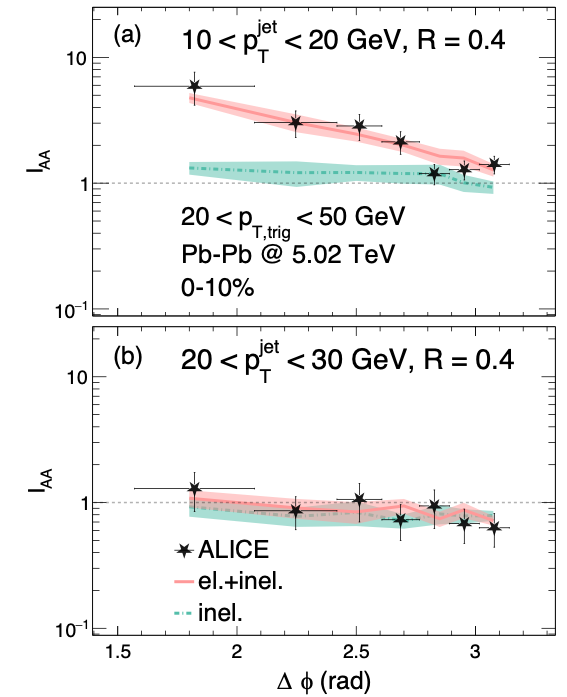 (a) 10 < p_T^jet < 20 GeV, R = 0.4
10
I_AA
1
20 < p_T,trig < 50 GeV
Pb-Pb @ 5.02 TeV
0-10%
10⁻¹
(b) 20 < p_T^jet < 30 GeV, R = 0.4
10
I_AA
1
ALICE
el.+inel.
inel.
10⁻¹
1.5 2 2.5 3
Δ ϕ (rad)